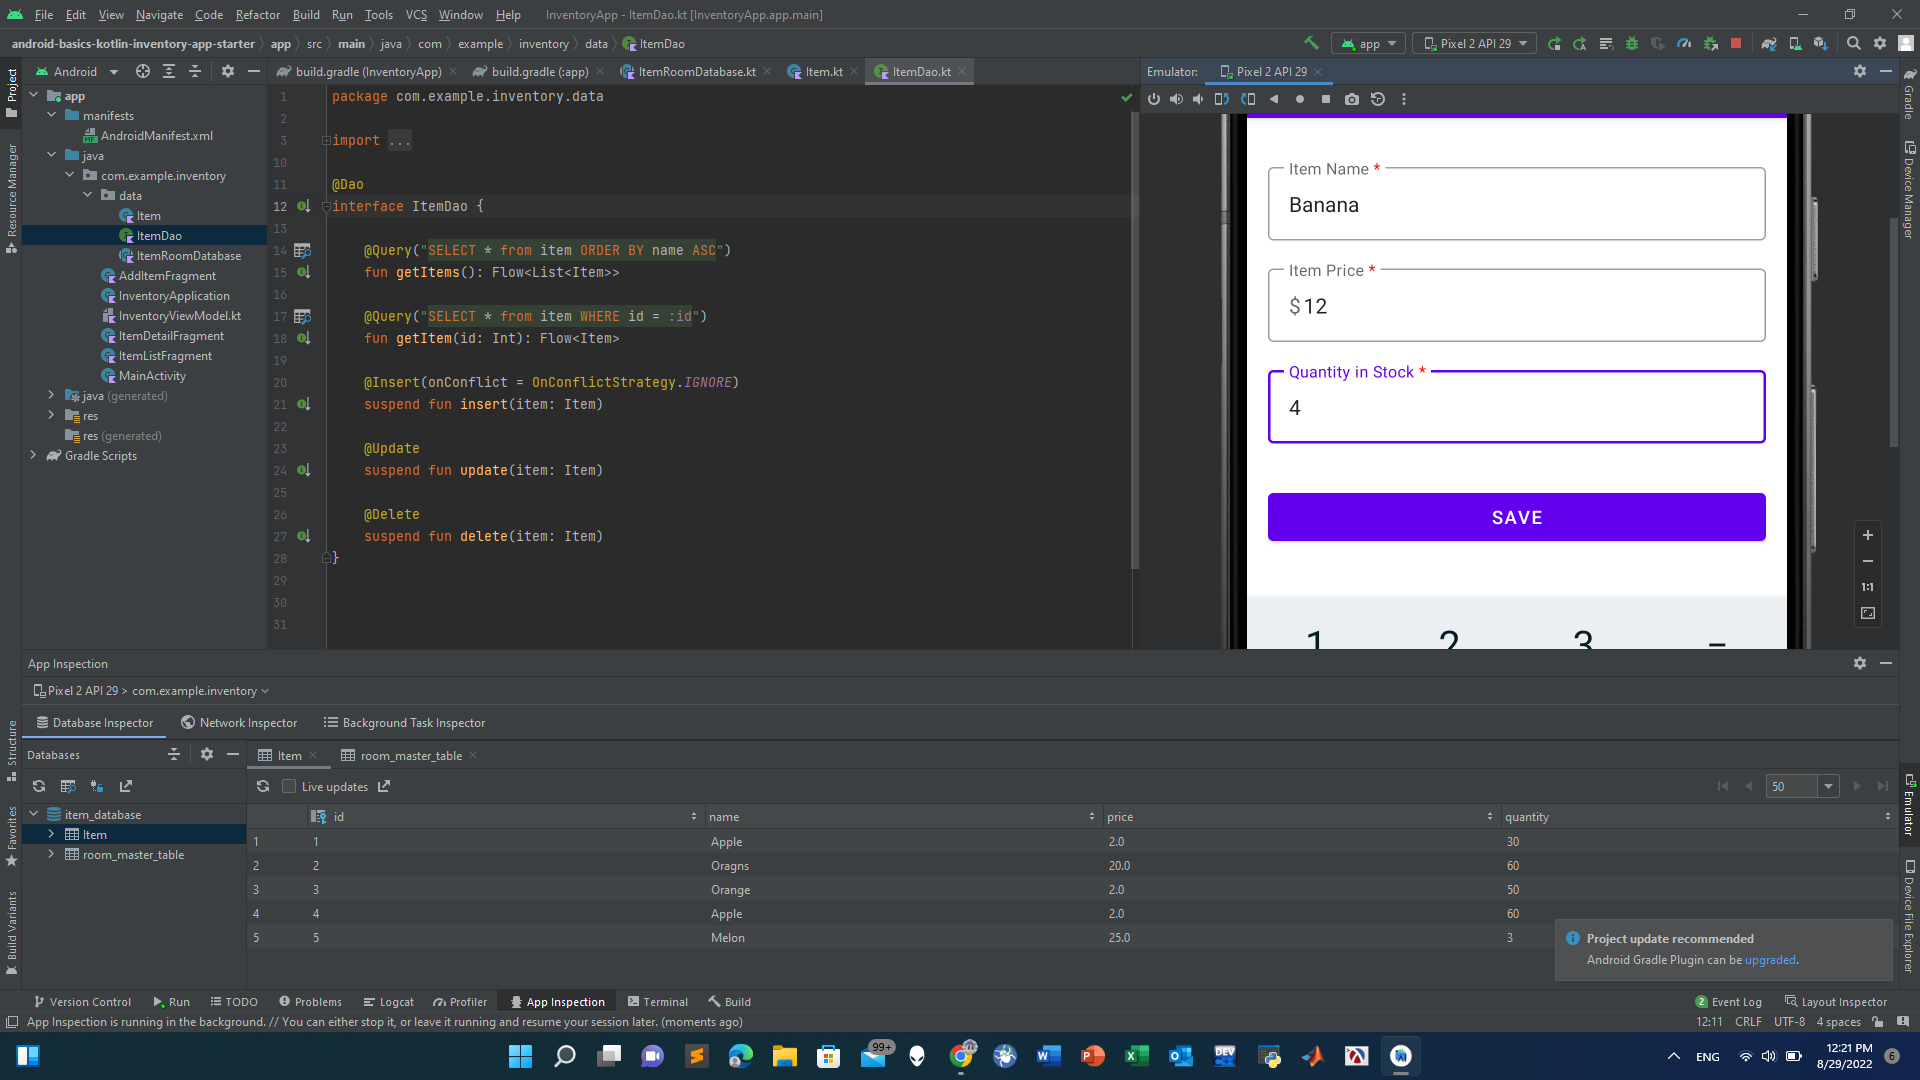 File Edit View Navigate Code Refactor Build Run Tools VCS Window Help InventoryApp - ItemDao.kt [InventoryApp.app.main]
android-basics-kotlin-inventory-app-starter app src main java com example inventory data ItemDao
app Pixel 2 API 29
Project
Resource Manager
Structure
Favorites
Build Variants
Android
app
manifests
AndroidManifest.xml
java
com.example.inventory
data
Item
ItemDao
ItemRoomDatabase
AddItemFragment
InventoryApplication
InventoryViewModel.kt
ItemDetailFragment
ItemListFragment
MainActivity
java (generated)
res
res (generated)
Gradle Scripts
build.gradle (InventoryApp) build.gradle (:app) ItemRoomDatabase.kt Item.kt ItemDao.kt
1 package com.example.inventory.data
2
3 import ...
10
11 @Dao
12 interface ItemDao {
13
14 @Query("SELECT * from item ORDER BY name ASC")
15 fun getItems(): Flow<List<Item>>
16
17 @Query("SELECT * from item WHERE id = :id")
18 fun getItem(id: Int): Flow<Item>
19
20 @Insert(onConflict = OnConflictStrategy.IGNORE)
21 suspend fun insert(item: Item)
22
23 @Update
24 suspend fun update(item: Item)
25
26 @Delete
27 suspend fun delete(item: Item)
28 }
29
30
31
Emulator: Pixel 2 API 29
Item Name *
Banana
Item Price *
$12
Quantity in Stock *
4
SAVE
1 2 3 –
1:1
Gradle
Device Manager
Emulator
Device File Explorer
App Inspection
Pixel 2 API 29 > com.example.inventory
Database Inspector Network Inspector Background Task Inspector
Databases
item_database
Item
room_master_table
Item room_master_table
Live updates
50
id name price quantity
1 1 Apple 2.0 30
2 2 Oragns 20.0 60
3 3 Orange 2.0 50
4 4 Apple 2.0 60
5 5 Melon 25.0 3
Project update recommended
Android Gradle Plugin can be upgraded.
Version Control Run TODO Problems Logcat Profiler App Inspection Terminal Build
2 Event Log Layout Inspector
App Inspection is running in the background. // You can either stop it, or leave it running and resume your session later. (moments ago)
12:11 CRLF UTF-8 4 spaces
99+
DEV
ENG
12:21 PM
8/29/2022
6